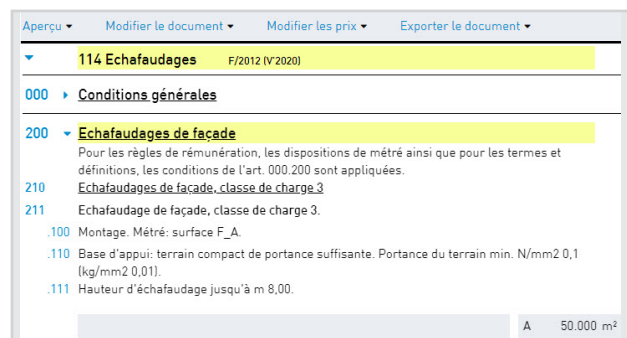 Aperçu Modifier le document Modifier les prix Exporter le document
114 Echafaudages F/2012 (V'2020)
000 Conditions générales
200 Echafaudages de façade
Pour les règles de rémunération, les dispositions de métré ainsi que pour les termes et
définitions, les conditions de l'art. 000.200 sont appliquées.
210 Echafaudages de façade, classe de charge 3
211 Echafaudage de façade, classe de charge 3.
.100 Montage. Métré: surface F_A.
.110 Base d'appui: terrain compact de portance suffisante. Portance du terrain min. N/mm2 0,1
(kg/mm2 0,01).
.111 Hauteur d'échafaudage jusqu'à m 8,00.
A 50.000 m²